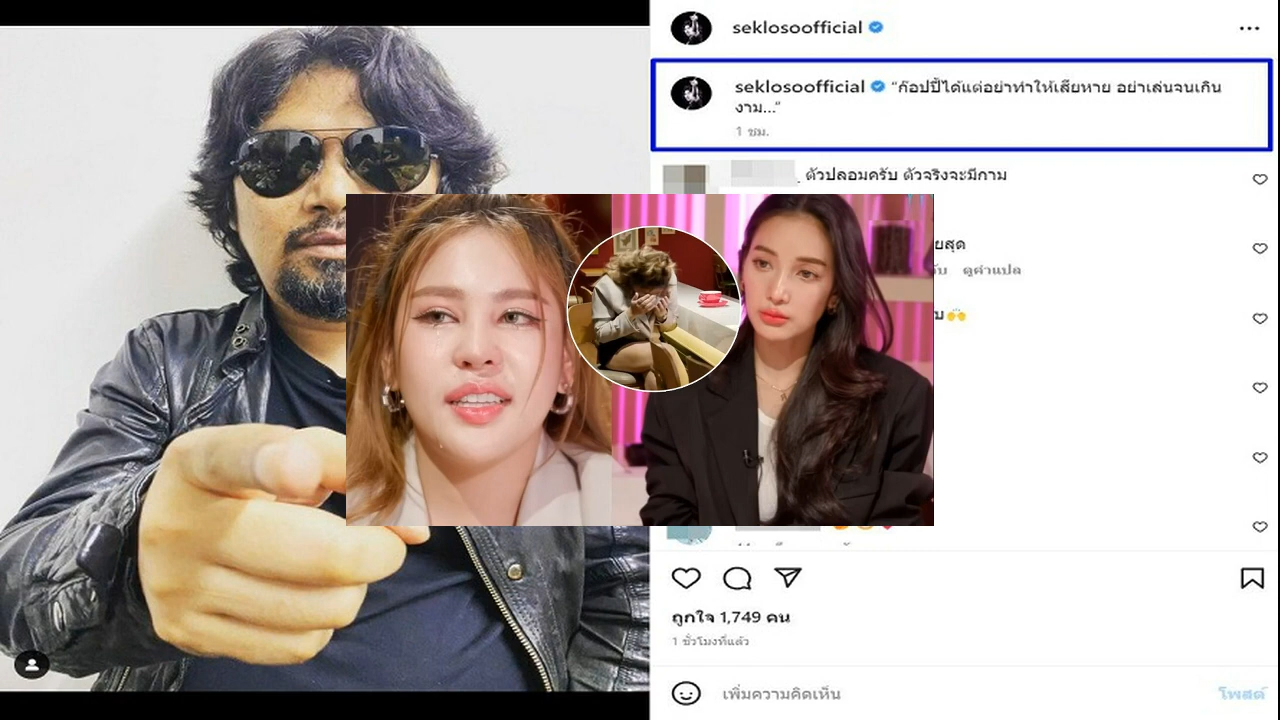 seklosoofficial
seklosoofficial "ก๊อปปี้ได้แต่อย่าทำให้เสียหาย อย่าเล่นจนเกิน
งาม..."
1 ชม.
ตัวปลอมครับ ตัวจริงจะมีกาม
ยสุด
ดูคำแปล
ถูกใจ 1,749 คน
1 ชั่วโมงที่แล้ว
เพิ่มความคิดเห็น
โพสต์